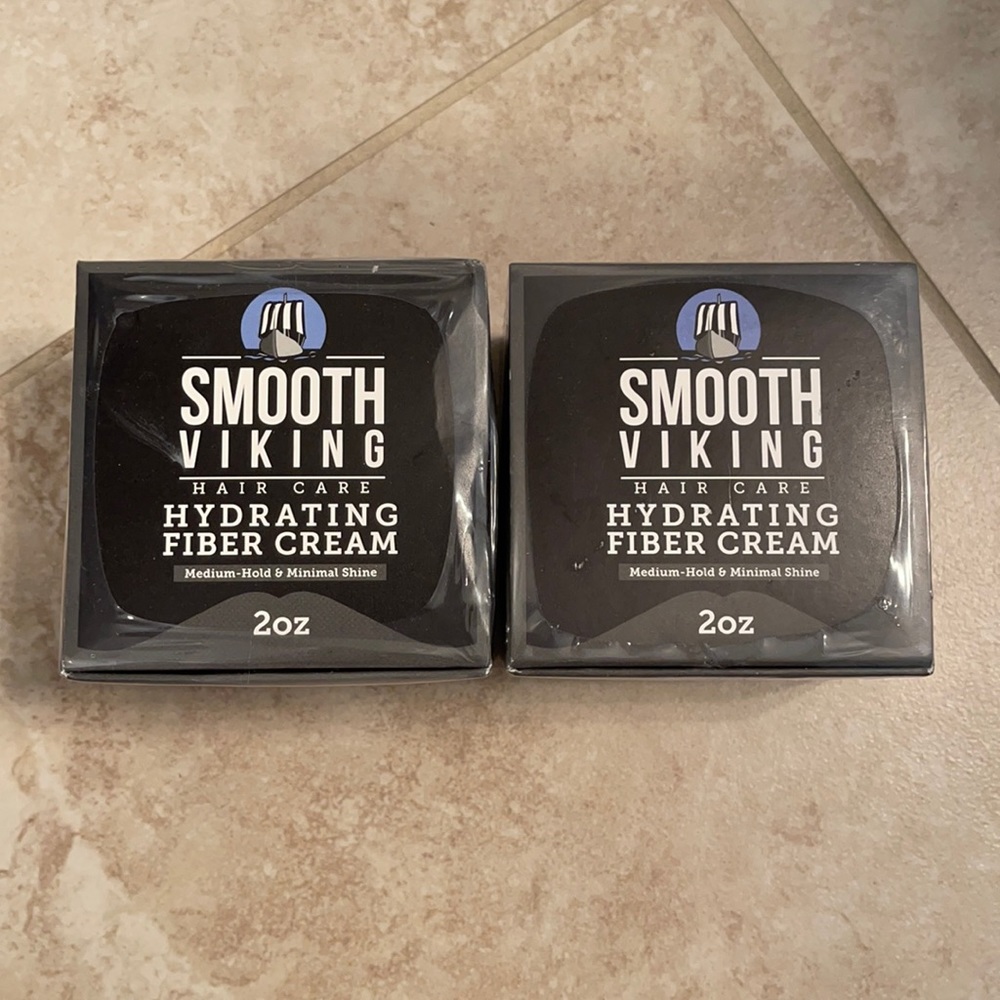 SMOOTH
VIKING
HAIR CARE
HYDRATING
FIBER CREAM
Medium-Hold & Minimal Shine
2oz
SMOOTH
VIKING
HAIR CARE
HYDRATING
FIBER CREAM
Medium-Hold & Minimal Shine
2oz